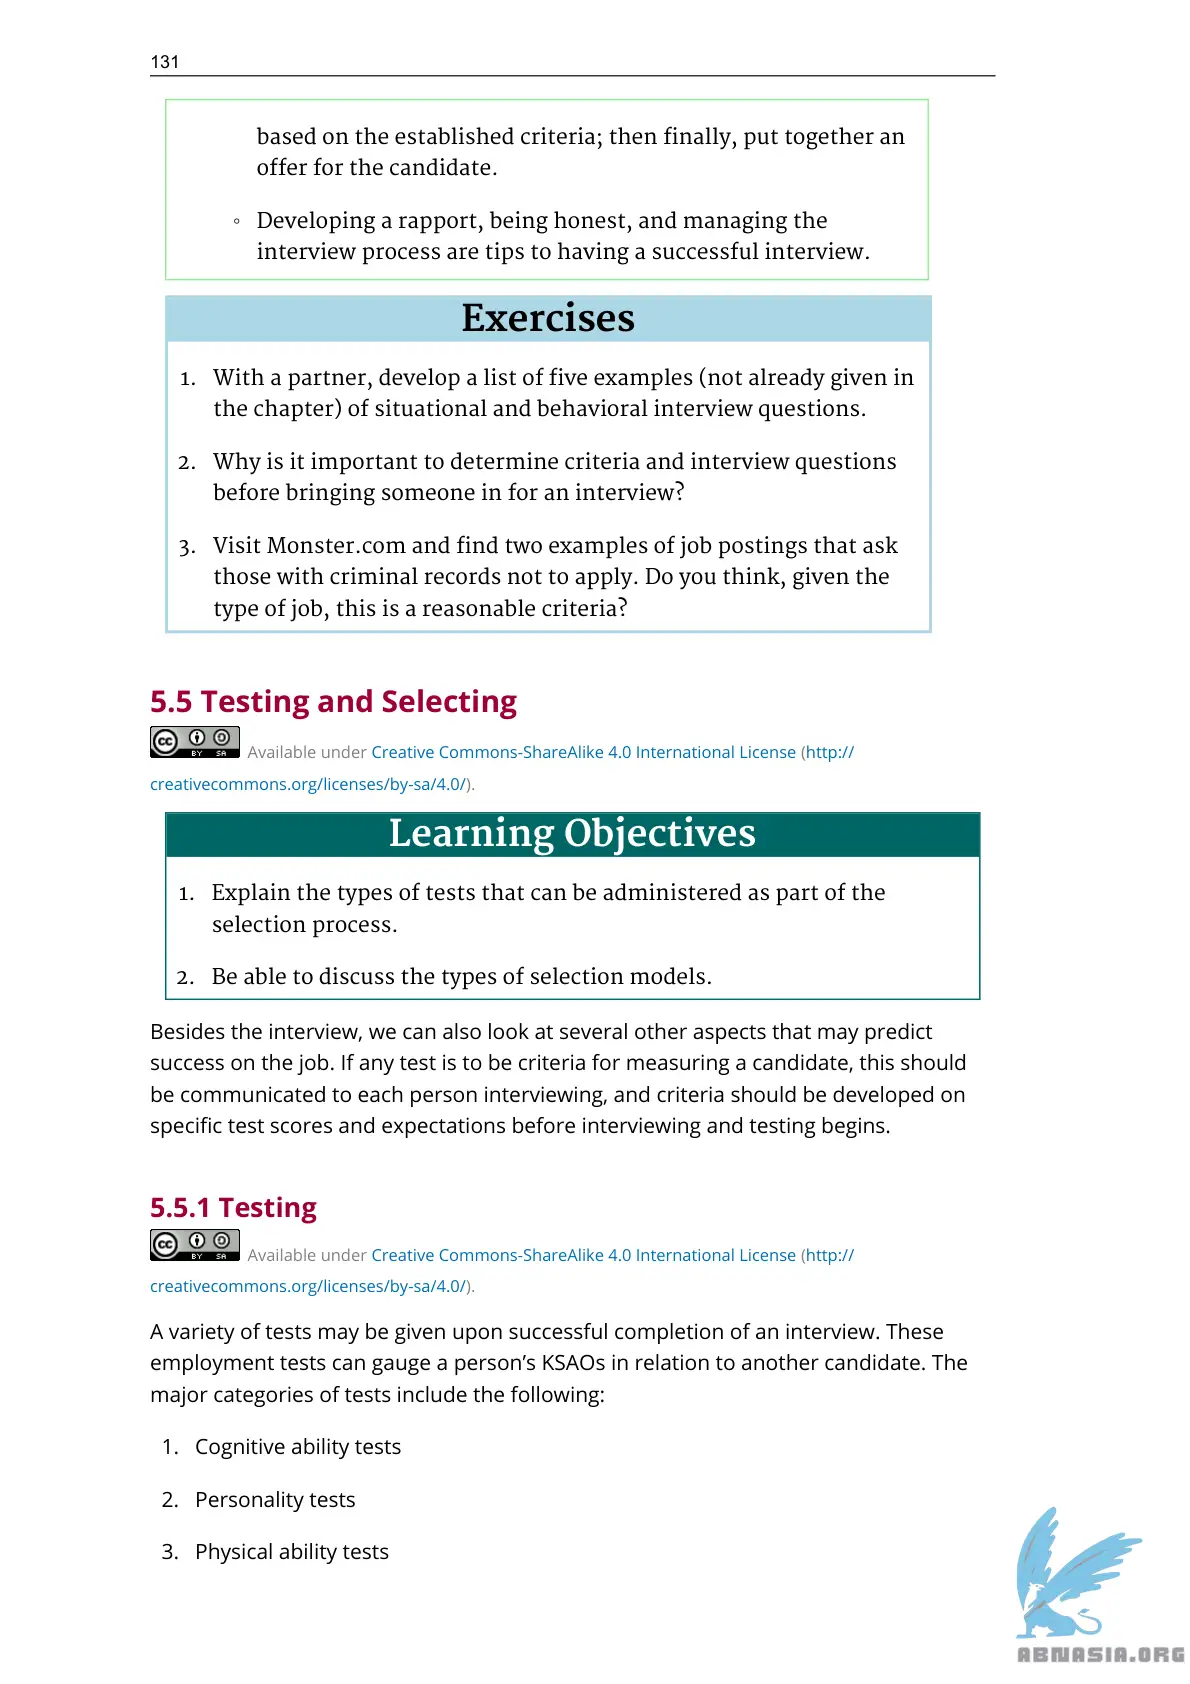 131
based on the established criteria; then finally, put together an
offer for the candidate.
◦ Developing a rapport, being honest, and managing the
interview process are tips to having a successful interview.
Exercises
1. With a partner, develop a list of five examples (not already given in
the chapter) of situational and behavioral interview questions.
2. Why is it important to determine criteria and interview questions
before bringing someone in for an interview?
3. Visit Monster.com and find two examples of job postings that ask
those with criminal records not to apply. Do you think, given the
type of job, this is a reasonable criteria?
5.5 Testing and Selecting
cc BY SA Available under Creative Commons-ShareAlike 4.0 International License (http://
creativecommons.org/licenses/by-sa/4.0/).
Learning Objectives
1. Explain the types of tests that can be administered as part of the
selection process.
2. Be able to discuss the types of selection models.
Besides the interview, we can also look at several other aspects that may predict
success on the job. If any test is to be criteria for measuring a candidate, this should
be communicated to each person interviewing, and criteria should be developed on
specific test scores and expectations before interviewing and testing begins.
5.5.1 Testing
cc BY SA Available under Creative Commons-ShareAlike 4.0 International License (http://
creativecommons.org/licenses/by-sa/4.0/).
A variety of tests may be given upon successful completion of an interview. These
employment tests can gauge a person’s KSAOs in relation to another candidate. The
major categories of tests include the following:
1. Cognitive ability tests
2. Personality tests
3. Physical ability tests
ABNASIA.ORG